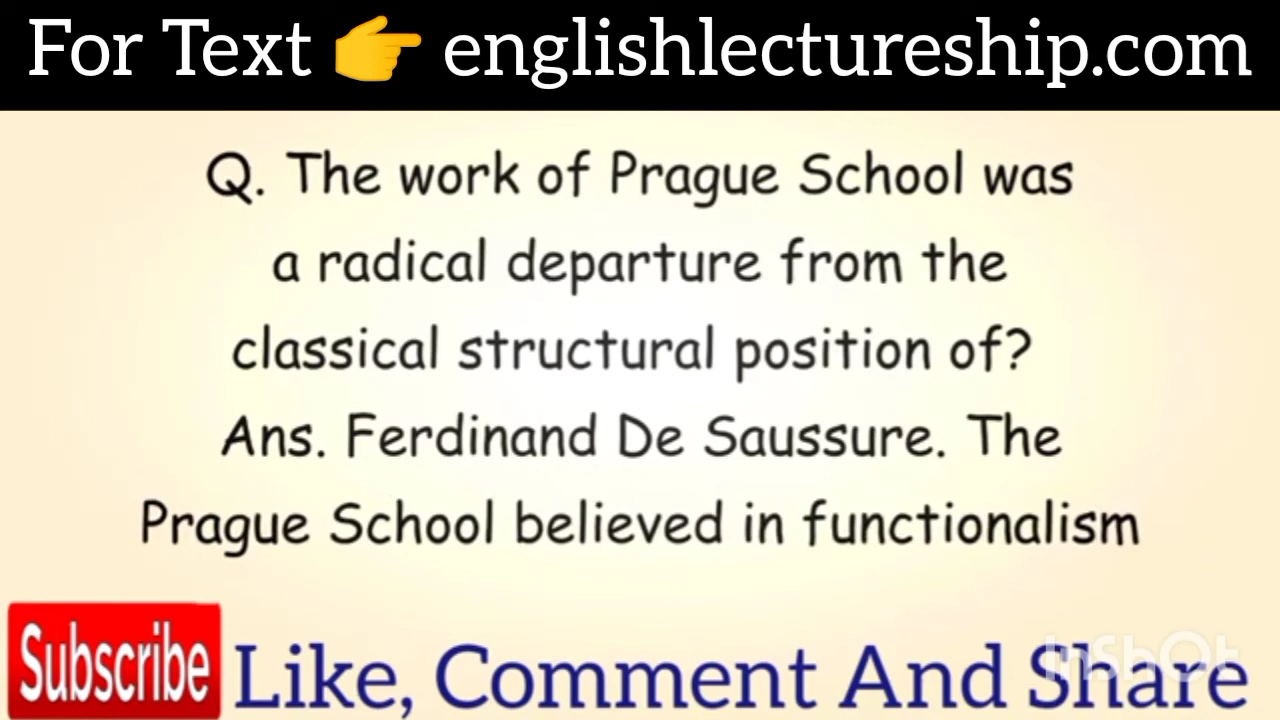 For Text 👉 englishlectureship.com
Q. The work of Prague School was
a radical departure from the
classical structural position of?
Ans. Ferdinand De Saussure. The
Prague School believed in functionalism
Subscribe Like, Comment And Share
InShOt